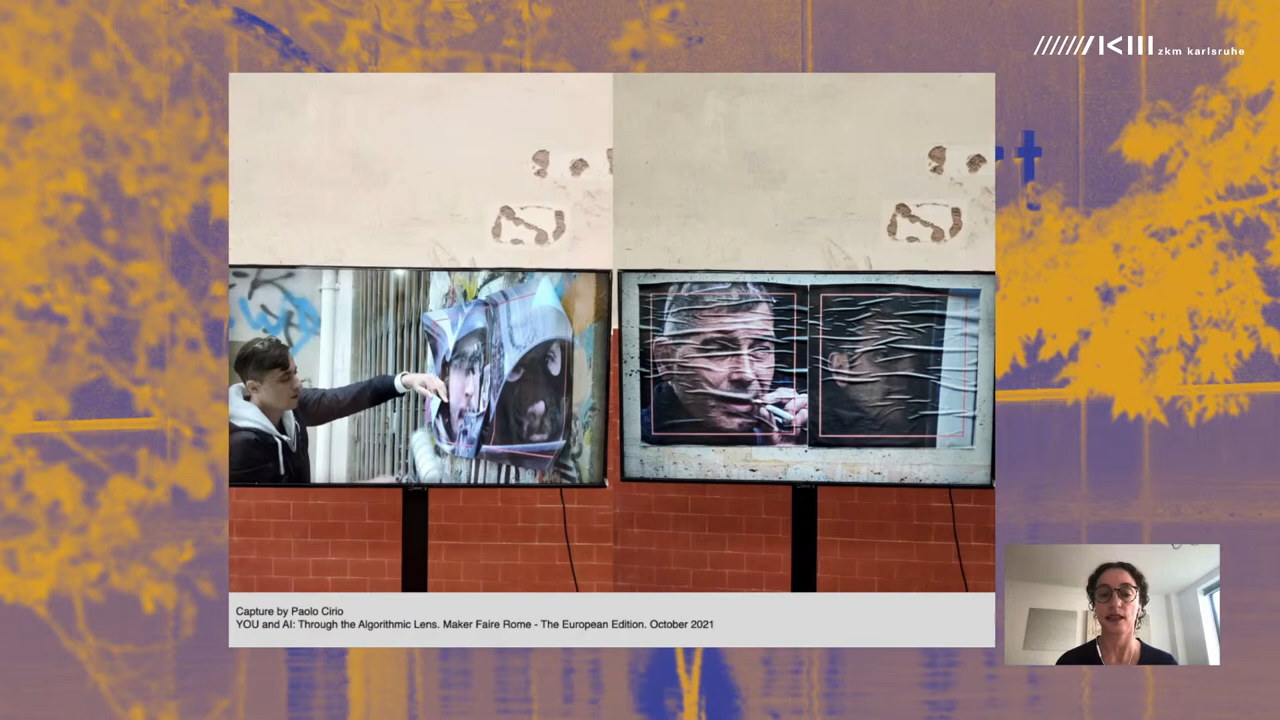 zkm karlsruhe
Capture by Paolo Cirio
YOU and AI: Through the Algorithmic Lens. Maker Faire Rome - The European Edition. October 2021